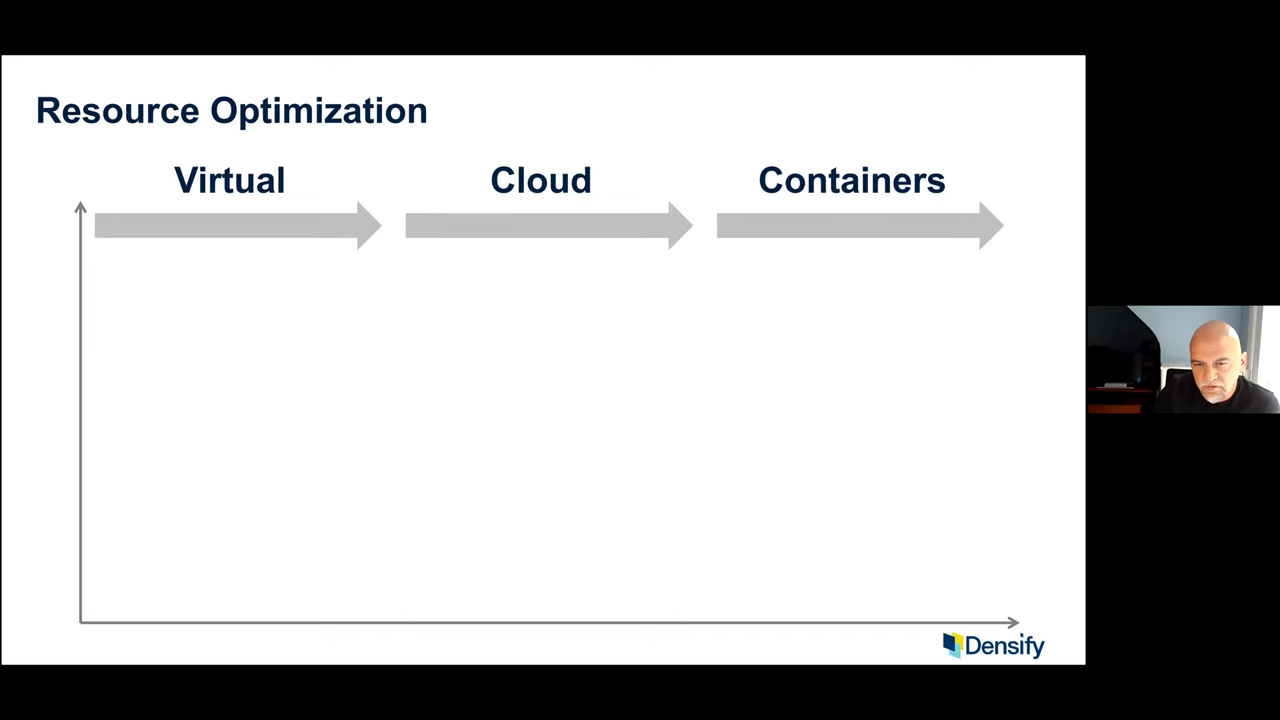 Resource Optimization
Virtual
Cloud
Containers
Densify